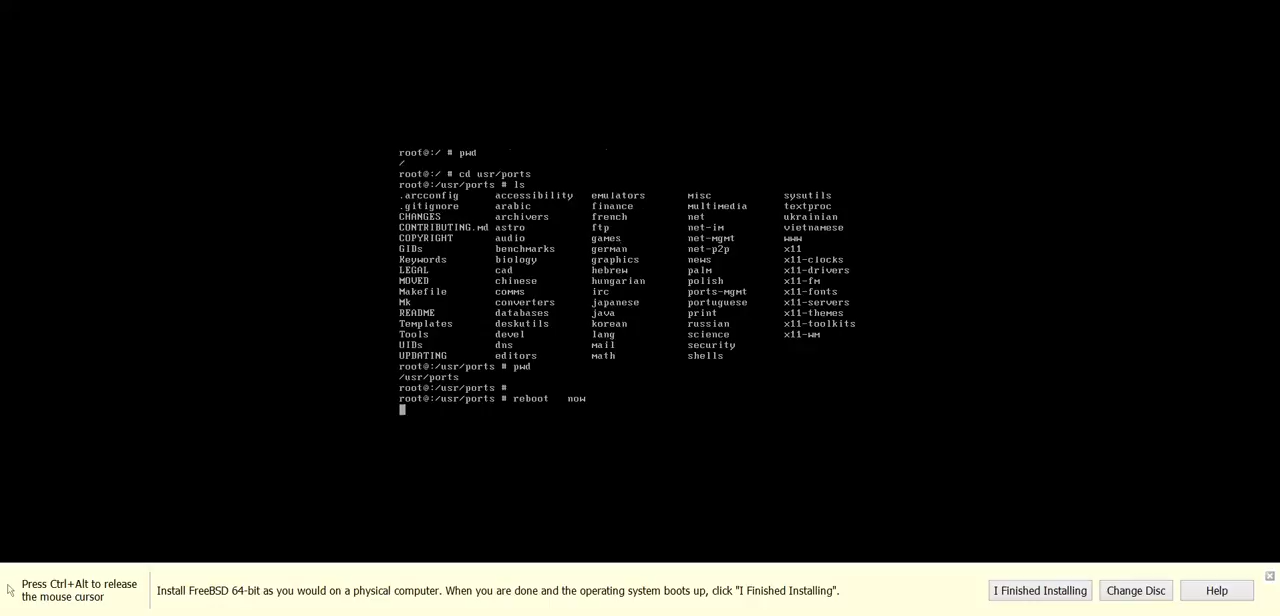 root@:/ # pwd
/
root@:/ # cd usr/ports
root@:/usr/ports # ls
.arcconfig accessibility emulators misc sysutils
.gitignore arabic finance multimedia textproc
CHANGES archivers french net ukrainian
CONTRIBUTING.md astro ftp net-im vietnamese
COPYRIGHT audio games net-mgmt www
GIDs benchmarks german net-p2p x11
Keywords biology graphics news x11-clocks
LEGAL cad hebrew palm x11-drivers
MOVED chinese hungarian polish x11-fm
Makefile comms irc ports-mgmt x11-fonts
Mk converters japanese portuguese x11-servers
README databases java print x11-themes
Templates deskutils korean russian x11-toolkits
Tools devel lang science x11-wm
UIDs dns mail security
UPDATING editors math shells
root@:/usr/ports # pwd
/usr/ports
root@:/usr/ports #
root@:/usr/ports # reboot now
Press Ctrl+Alt to release
the mouse cursor
Install FreeBSD 64-bit as you would on a physical computer. When you are done and the operating system boots up, click "I Finished Installing".
I Finished Installing Change Disc Help